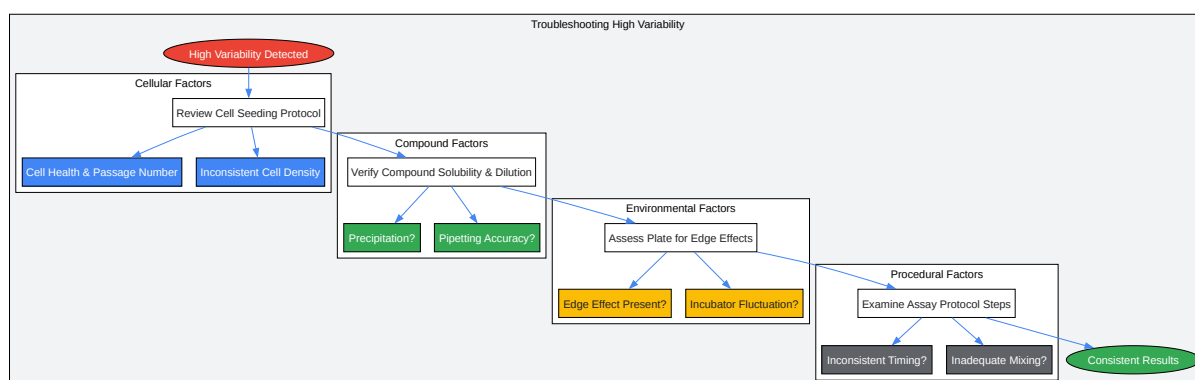 Troubleshooting High Variability
High Variability Detected
Cellular Factors
Review Cell Seeding Protocol
Cell Health & Passage Number
Inconsistent Cell Density
Compound Factors
Verify Compound Solubility & Dilution
Precipitation?
Pipetting Accuracy?
Environmental Factors
Assess Plate for Edge Effects
Edge Effect Present?
Incubator Fluctuation?
Procedural Factors
Examine Assay Protocol Steps
Inconsistent Timing?
Inadequate Mixing?
Consistent Results